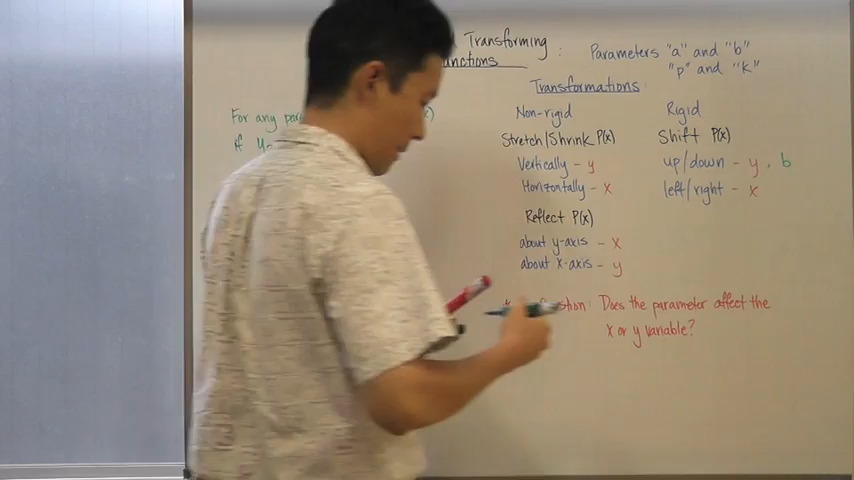 Transforming
Parameters "a" and "b"
"p" and "k"
Transformations
Non-rigid
Rigid
Stretch/Shrink P(x)
Shift P(x)
Vertically - y
up/down - y . b
Horizontally - x
left/right - x
Reflect P(x)
about y-axis - x
about x-axis - y
For any
if
Does the parameter affect the
x or y variable?